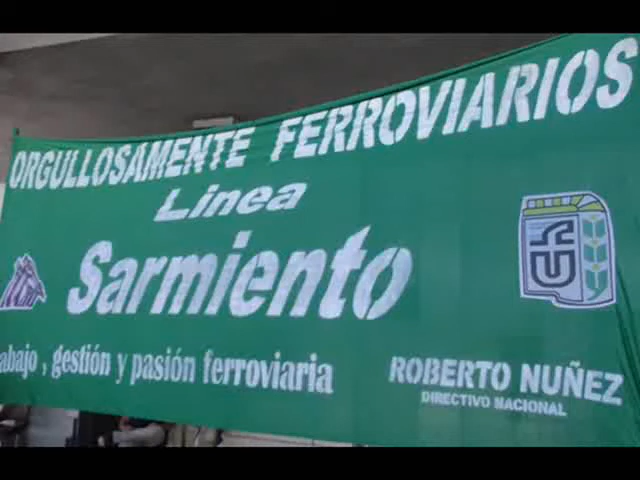 ORGULLOSAMENTE FERROVIARIOS
Linea
Sarmiento
abajo, gestión y pasión ferroviaria
ROBERTO NUÑEZ
DIRECTIVO NACIONAL